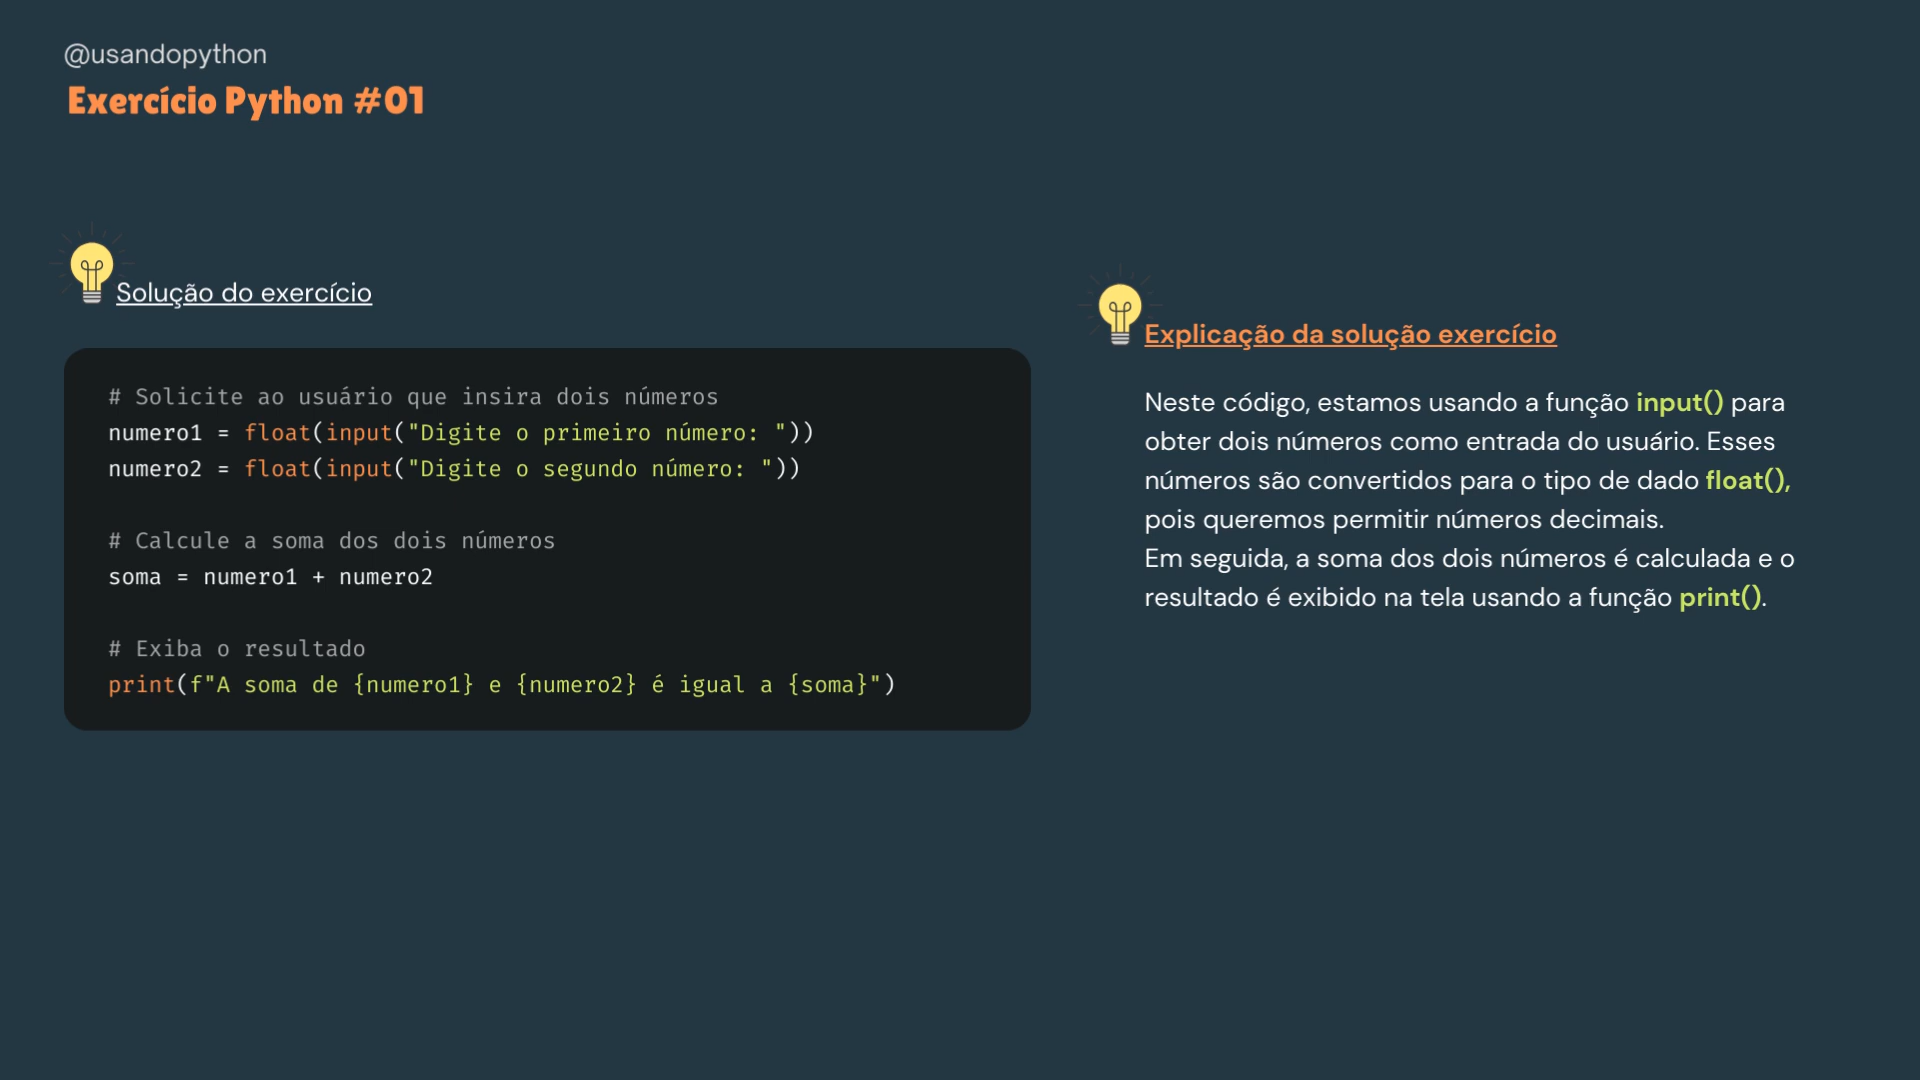 @usandopython
Exercício Python #01
Solução do exercício
# Solicite ao usuário que insira dois números
numero1 = float(input("Digite o primeiro número: "))
numero2 = float(input("Digite o segundo número: "))
# Calcule a soma dos dois números
soma = numero1 + numero2
# Exiba o resultado
print(f"A soma de {numero1} e {numero2} é igual a {soma}")
Explicação da solução exercício
Neste código, estamos usando a função input() para
obter dois números como entrada do usuário. Esses
números são convertidos para o tipo de dado float(),
pois queremos permitir números decimais.
Em seguida, a soma dos dois números é calculada e o
resultado é exibido na tela usando a função print().